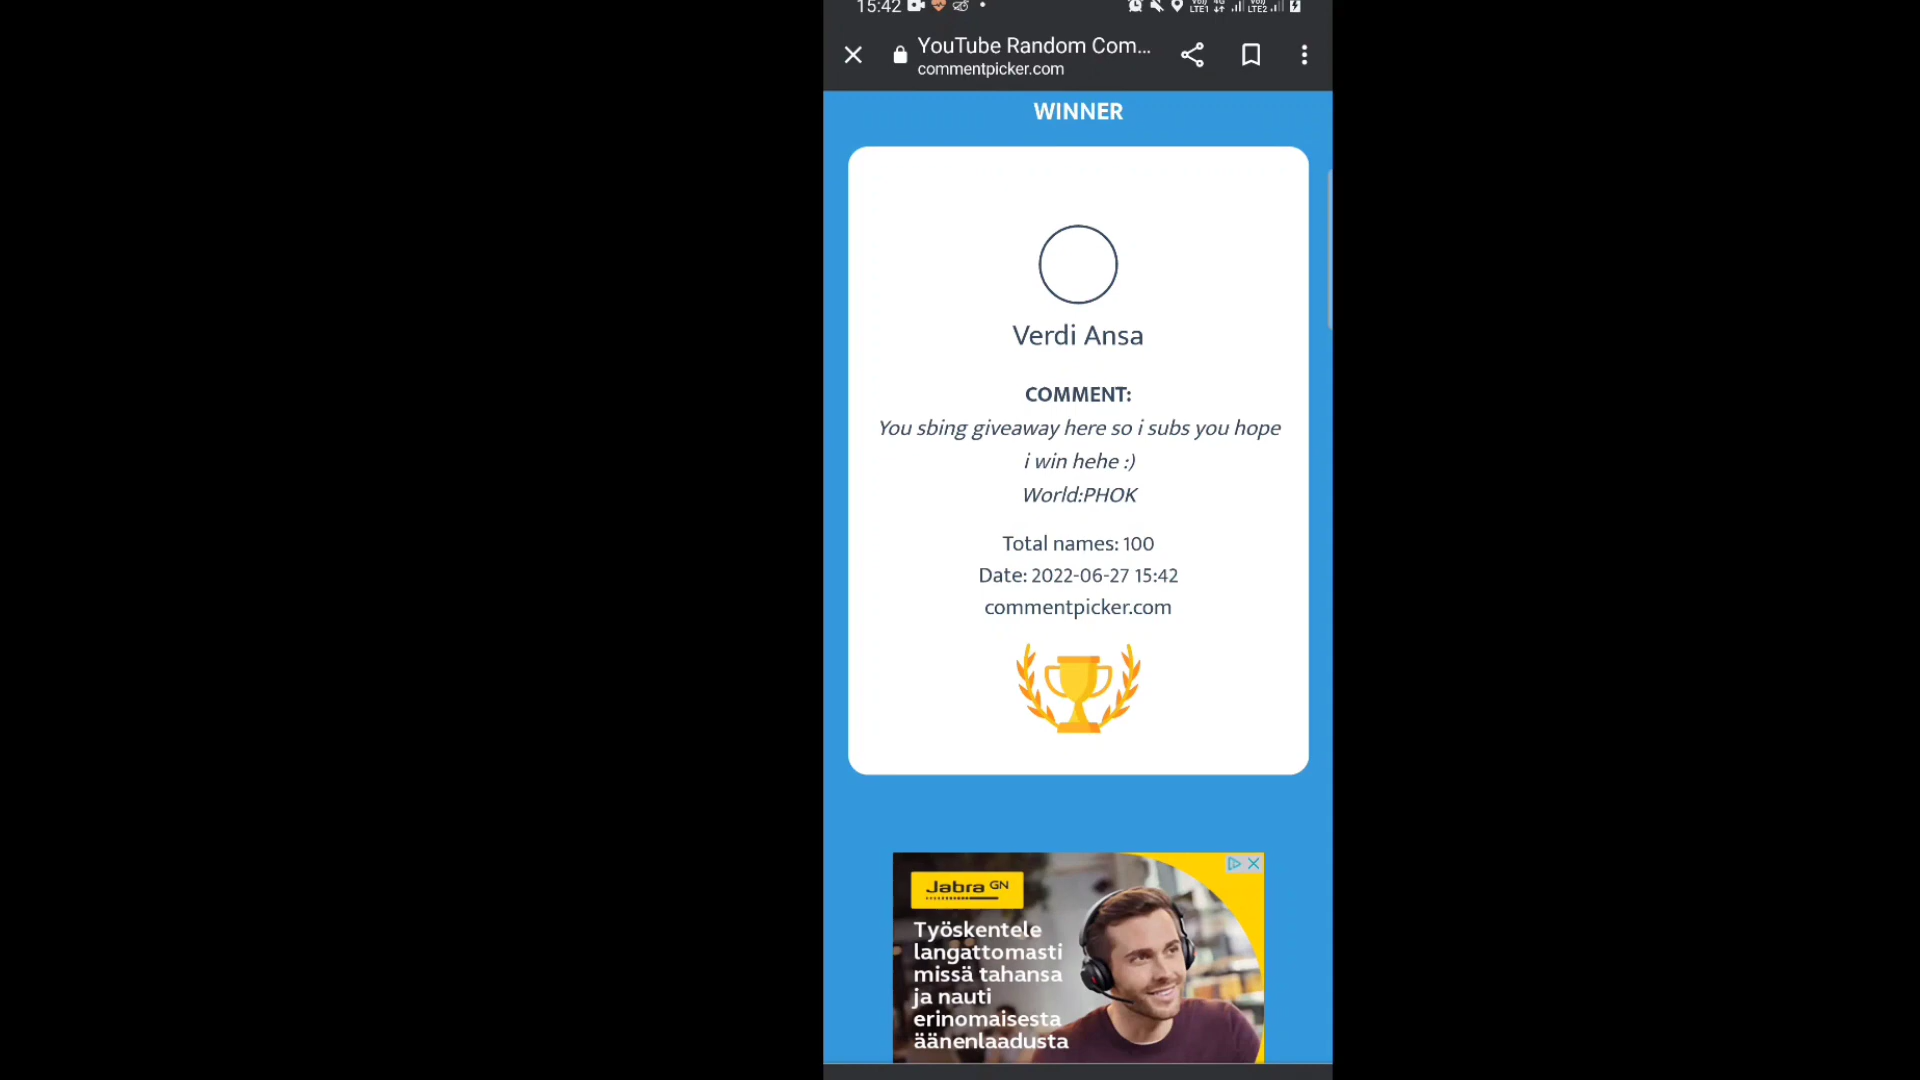 15:42
LTE1 LTE2
YouTube Random Com...
commentpicker.com
WINNER
Verdi Ansa
COMMENT:
You sbing giveaway here so i subs you hope
i win hehe :)
World:PHOK
Total names: 100
Date: 2022-06-27 15:42
commentpicker.com
Jabra GN
Työskentele
langattomasti
missä tahansa
ja nauti
erinomaisesta
äänenlaadusta